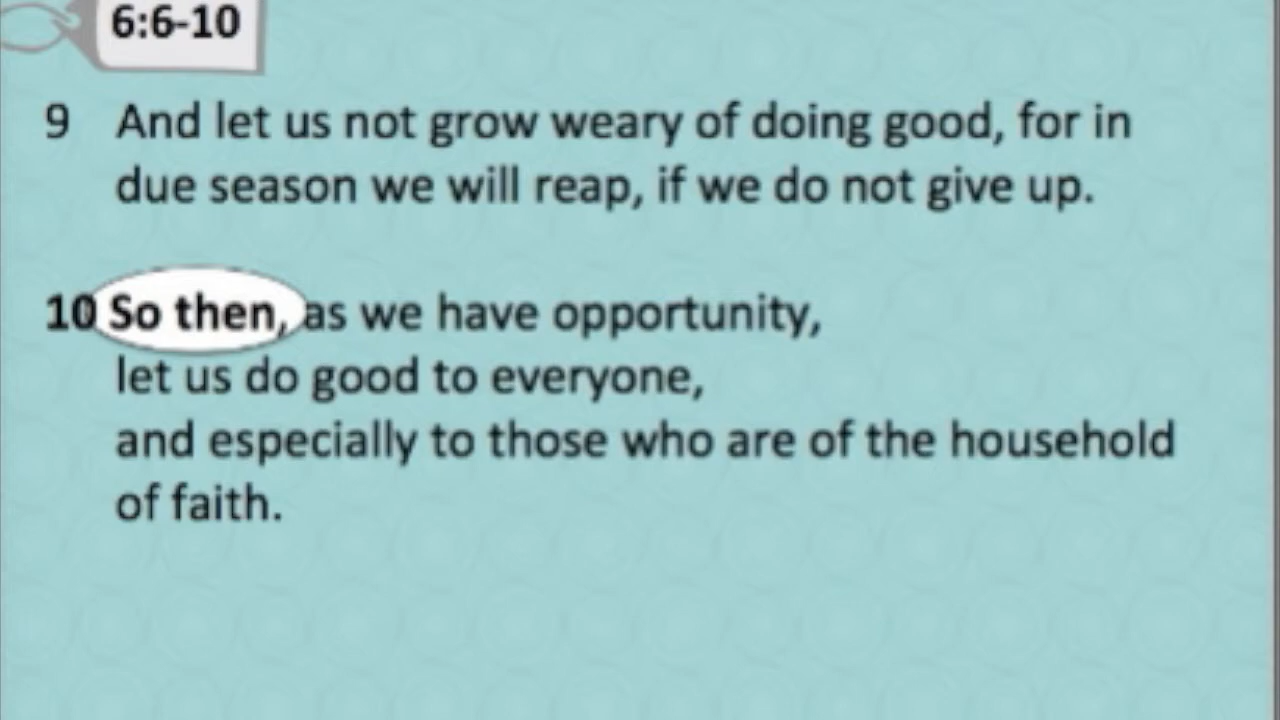 6:6-10
9 And let us not grow weary of doing good, for in
due season we will reap, if we do not give up.
10 So then, as we have opportunity,
let us do good to everyone,
and especially to those who are of the household
of faith.